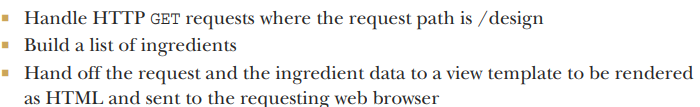 ▪ Handle HTTP GET requests where the request path is /design
▪ Build a list of ingredients
▪ Hand off the request and the ingredient data to a view template to be rendered
as HTML and sent to the requesting web browser